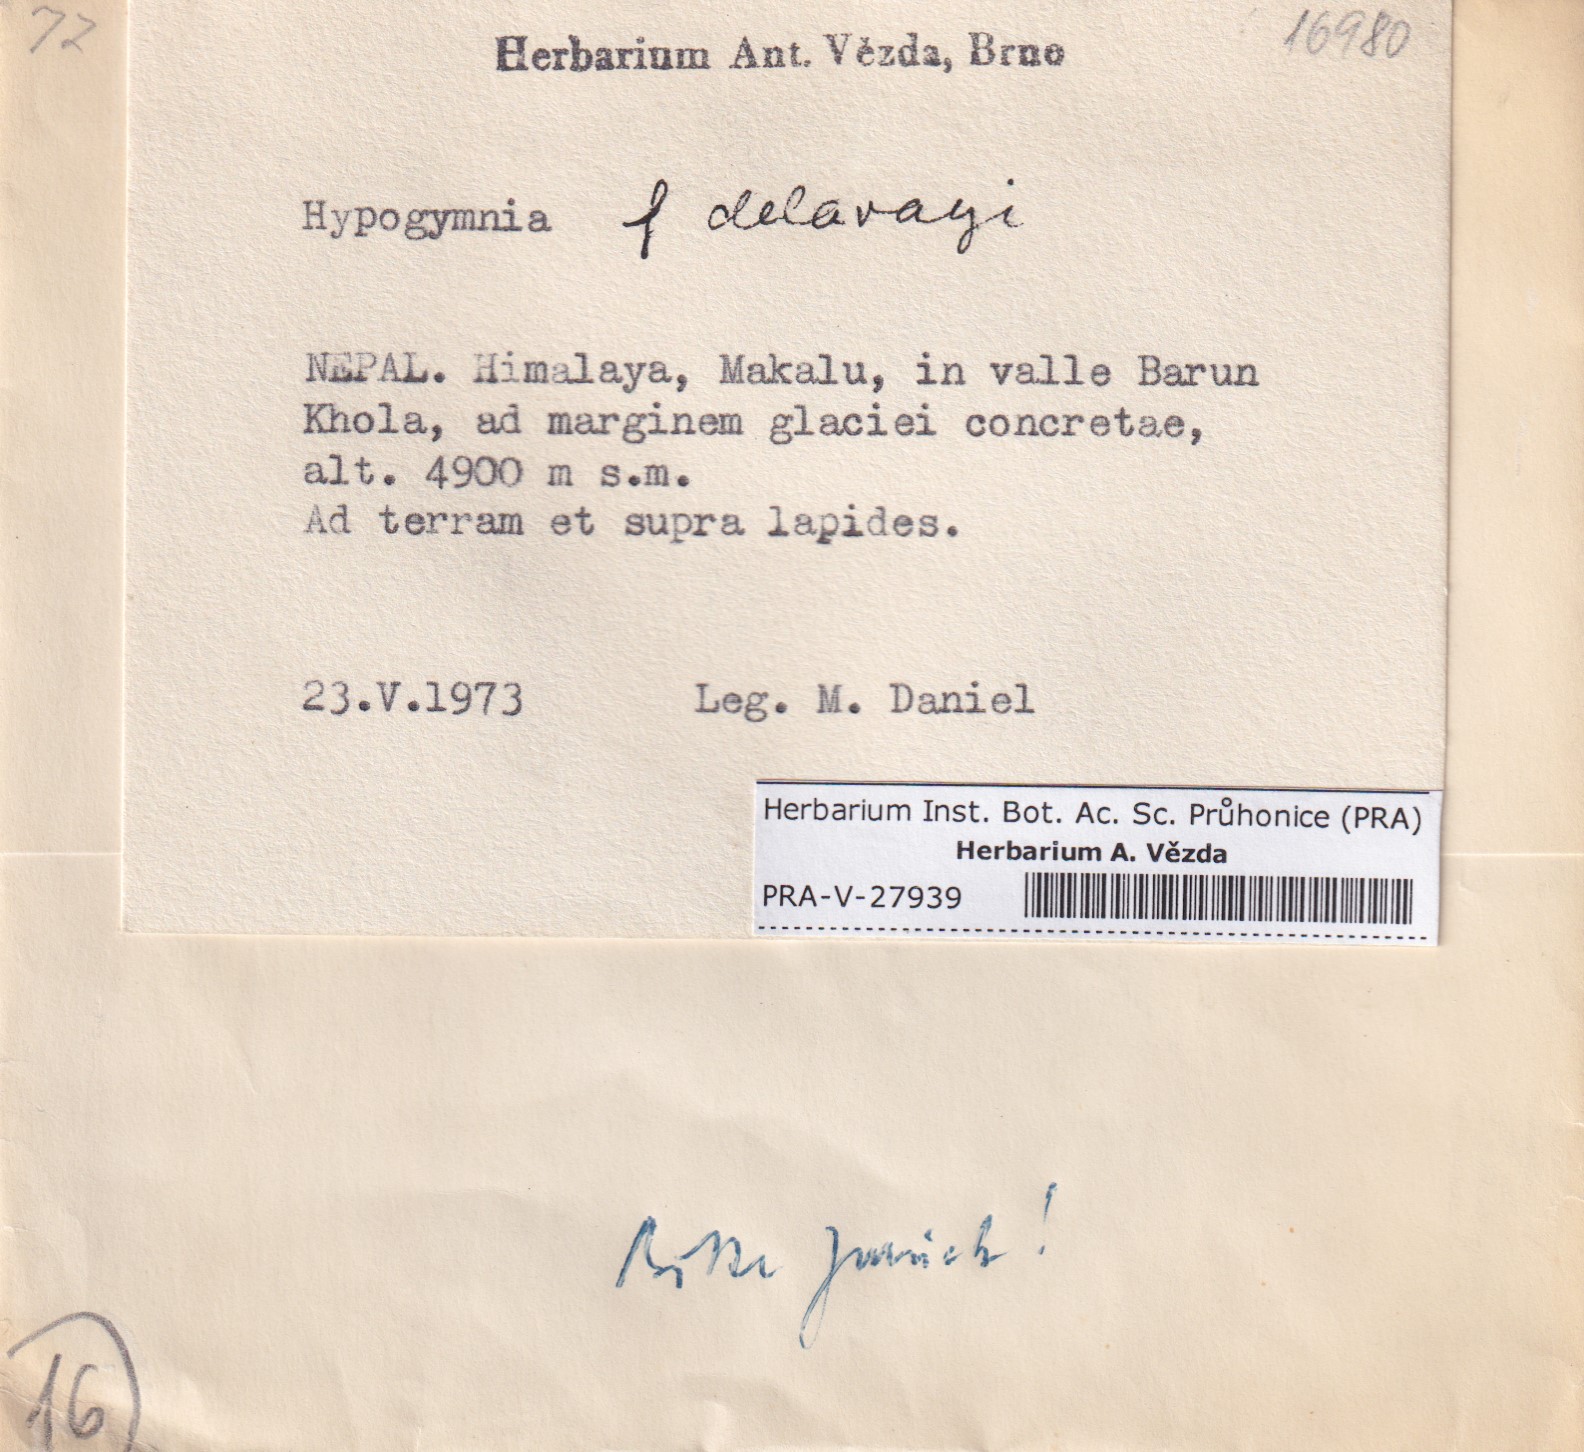 72
16980
Herbarium Ant. Vězda, Brno
Hypogymnia f delavayi
NEPAL. Himalaya, Makalu, in valle Barun
Khola, ad marginem glaciei concretae,
alt. 4900 m s.m.
Ad terram et supra lapides.
23.V.1973 Leg. M. Daniel
Herbarium Inst. Bot. Ac. Sc. Průhonice (PRA)
Herbarium A. Vězda
PRA-V-27939
Bitte zurück!
16